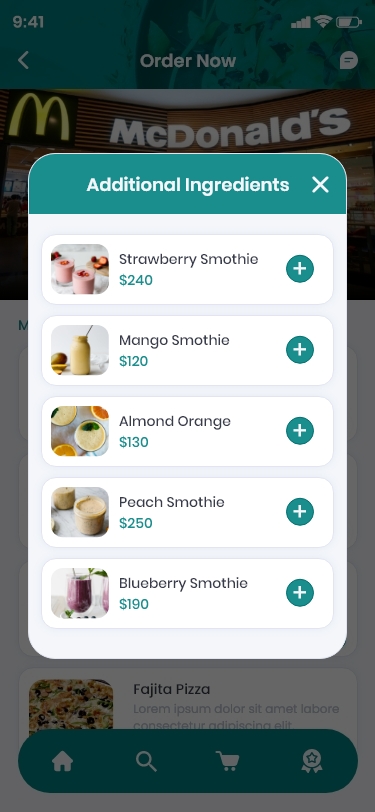 9:41
Order Now
McDonald's
Additional Ingredients
Strawberry Smothie
$240
Mango Smothie
$120
Almond Orange
$130
Peach Smothie
$250
Blueberry Smothie
$190
Fajita Pizza
Lorem ipsum dolor sit amet labore
consectetur adipiscing elit